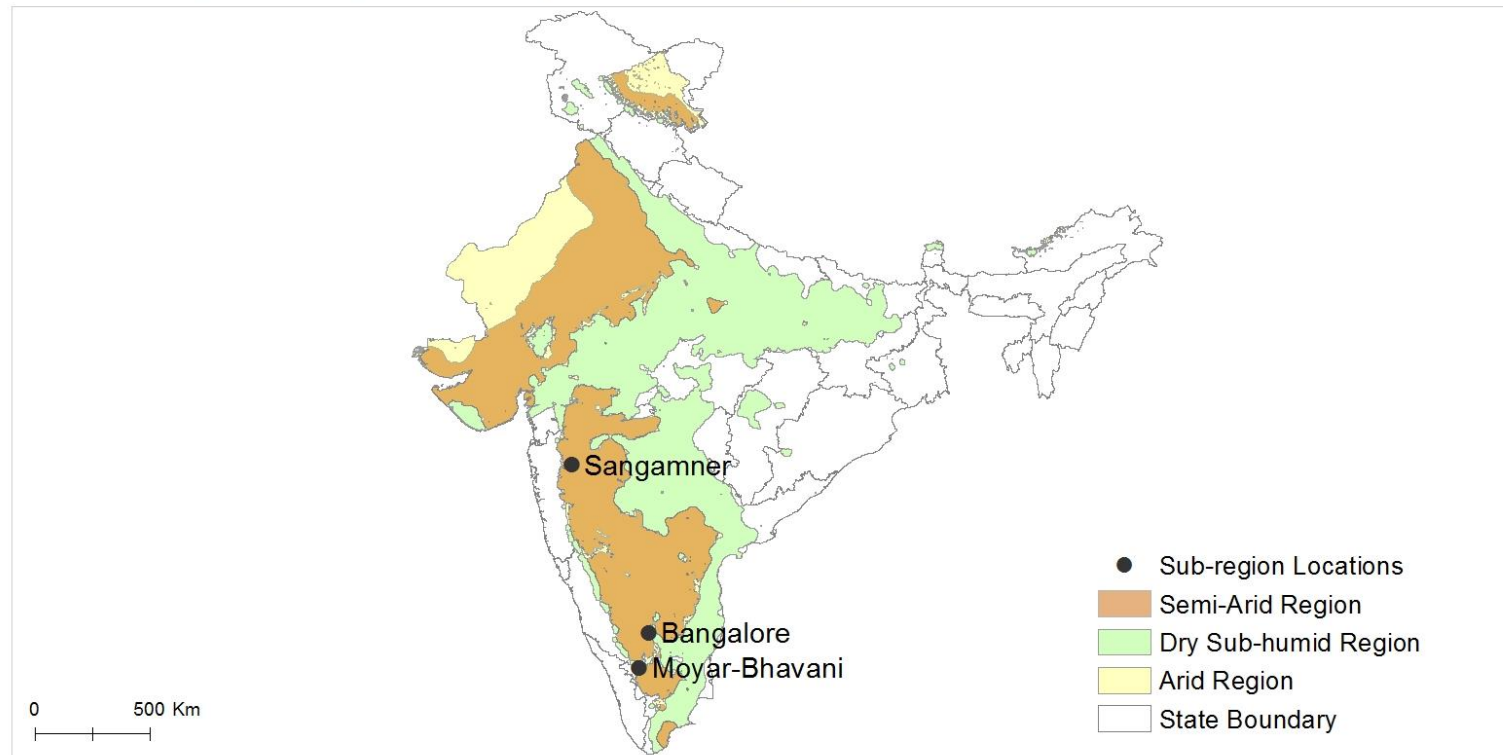 Sangamner
Bangalore
Moyar-Bhavani
Sub-region Locations
Semi-Arid Region
Dry Sub-humid Region
Arid Region
State Boundary
0 500 Km